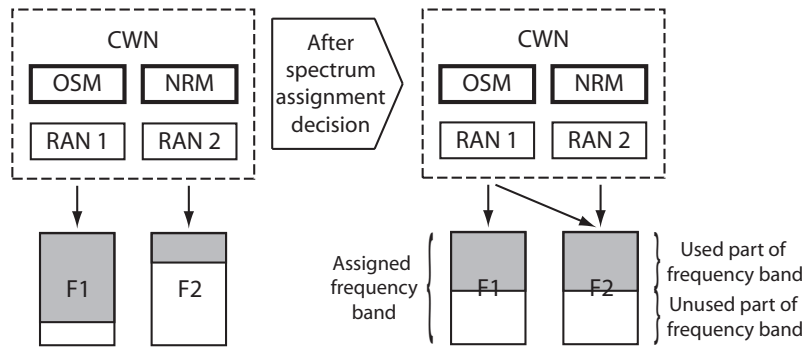 CWN
OSM NRM
RAN 1 RAN 2
F1 F2
After
spectrum
assignment
decision
CWN
OSM NRM
RAN 1 RAN 2
Assigned
frequency
band
F1 F2
Used part of
frequency band
Unused part of
frequency band